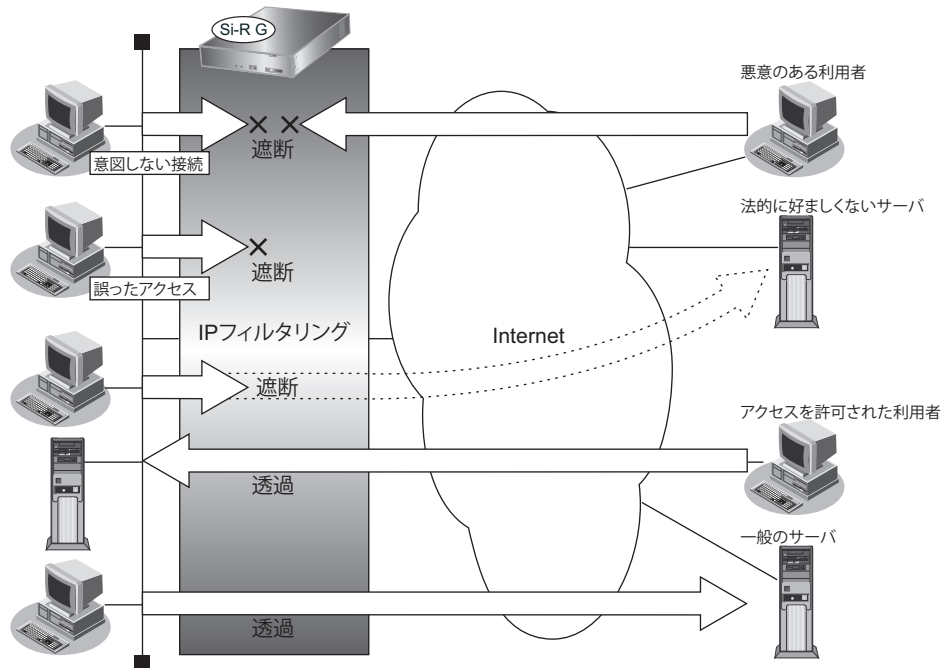 Si-R G
悪意のある利用者
遮断
意図しない接続
法的に好ましくないサーバ
遮断
誤ったアクセス
IPフィルタリング
Internet
遮断
アクセスを許可された利用者
透過
一般のサーバ
透過